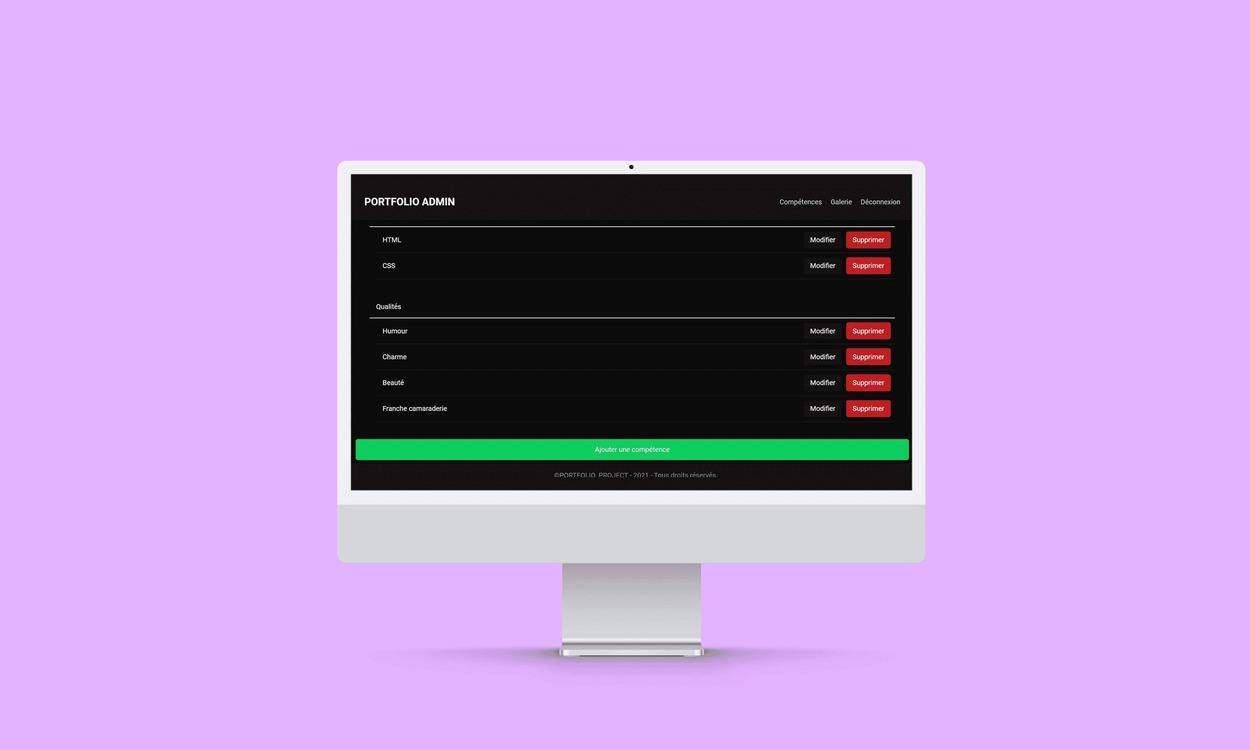 PORTFOLIO ADMIN Compétences Galerie Déconnexion
HTML Modifier Supprimer
CSS Modifier Supprimer
Qualités
Humour Modifier Supprimer
Charme Modifier Supprimer
Beauté Modifier Supprimer
Franche camaraderie Modifier Supprimer
Ajouter une compétence
©PORTFOLIO_PROJECT - 2021 - Tous droits réservés.